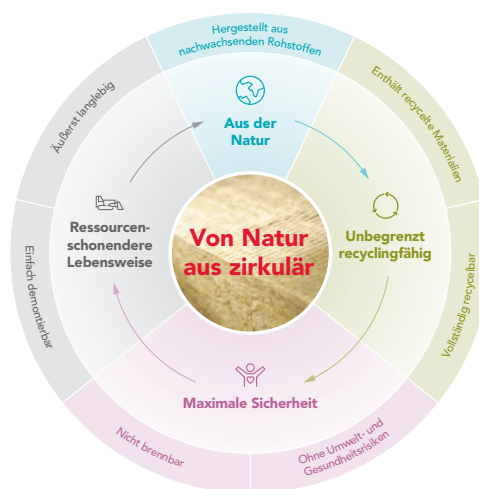 Hergestellt aus
nachwachsenden Rohstoffen
Aus der
Natur
Enthält recycelte Materialien
Unbegrenzt
recyclingfähig
Vollständig recycelbar
Maximale Sicherheit
Ohne Umwelt- und
Gesundheitsrisiken
Nicht brennbar
Ressourcen-
schonendere
Lebensweise
Einfach demontierbar
Äußerst langlebig
Von Natur
aus zirkulär